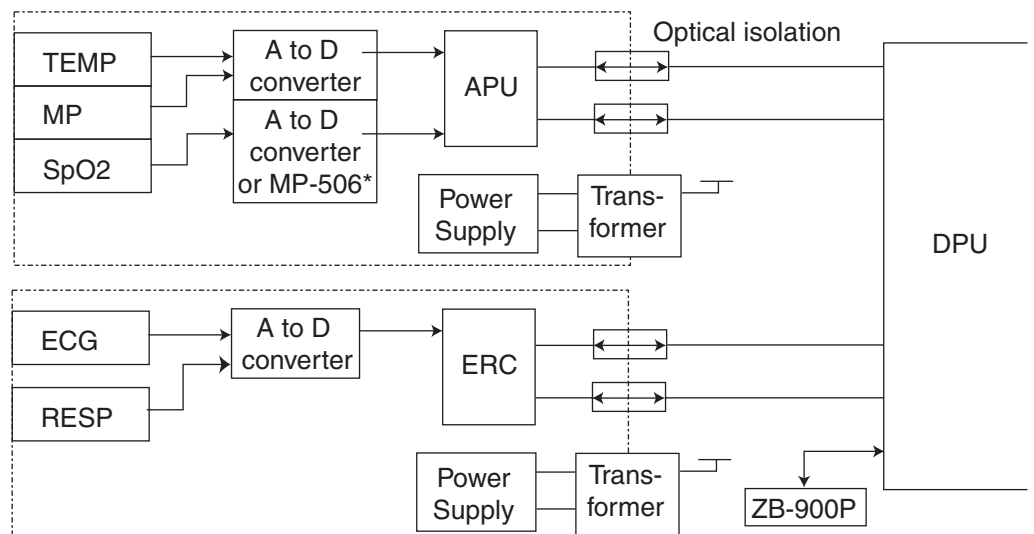 Optical isolation
TEMP
MP
SpO2
A to D
converter
A to D
converter
or MP-506*
APU
Power
Supply
Trans-
former
DPU
ECG
RESP
A to D
converter
ERC
Power
Supply
Trans-
former
ZB-900P